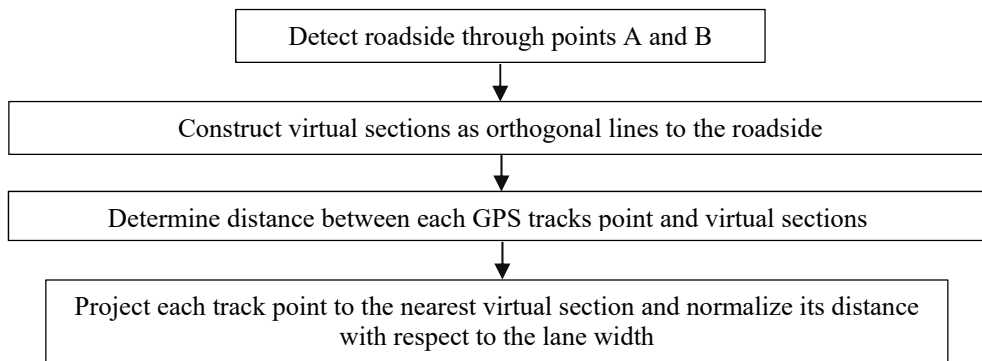 Detect roadside through points A and B
Construct virtual sections as orthogonal lines to the roadside
Determine distance between each GPS tracks point and virtual sections
Project each track point to the nearest virtual section and normalize its distance
with respect to the lane width